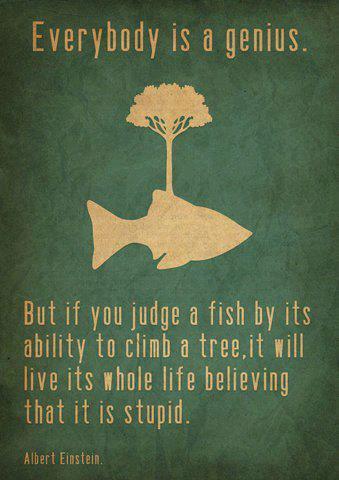 Everybody is a genius.
But if you judge a fish by its
ability to climb a tree,it will
live its whole life believing
that it is stupid.
Albert Einstein.